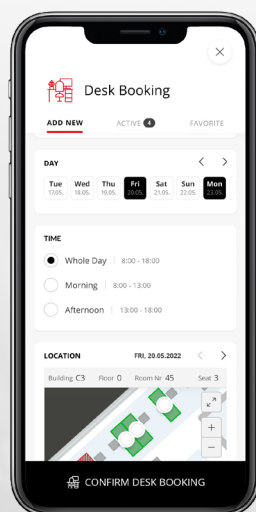 Desk Booking
ADD NEW ACTIVE 4 FAVORITE
DAY
Tue Wed Thu Fri Sat Sun Mon
17.05. 18.05. 19.05. 20.05. 21.05. 22.05. 23.05.
TIME
Whole Day | 8:00 - 18:00
Morning | 8:00 - 13:00
Afternoon | 13:00 - 18:00
LOCATION FRI, 20.05.2022
Building C3 Floor 0 Room Nr 45 Seat 3
CONFIRM DESK BOOKING